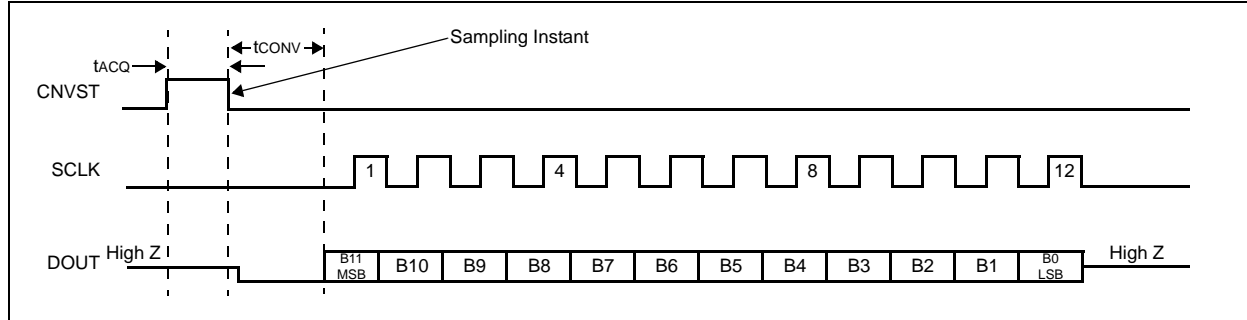 Sampling Instant
tCONV
tACQ
CNVST
SCLK 1 4 8 12
DOUT High Z B11 MSB B10 B9 B8 B7 B6 B5 B4 B3 B2 B1 B0 LSB High Z